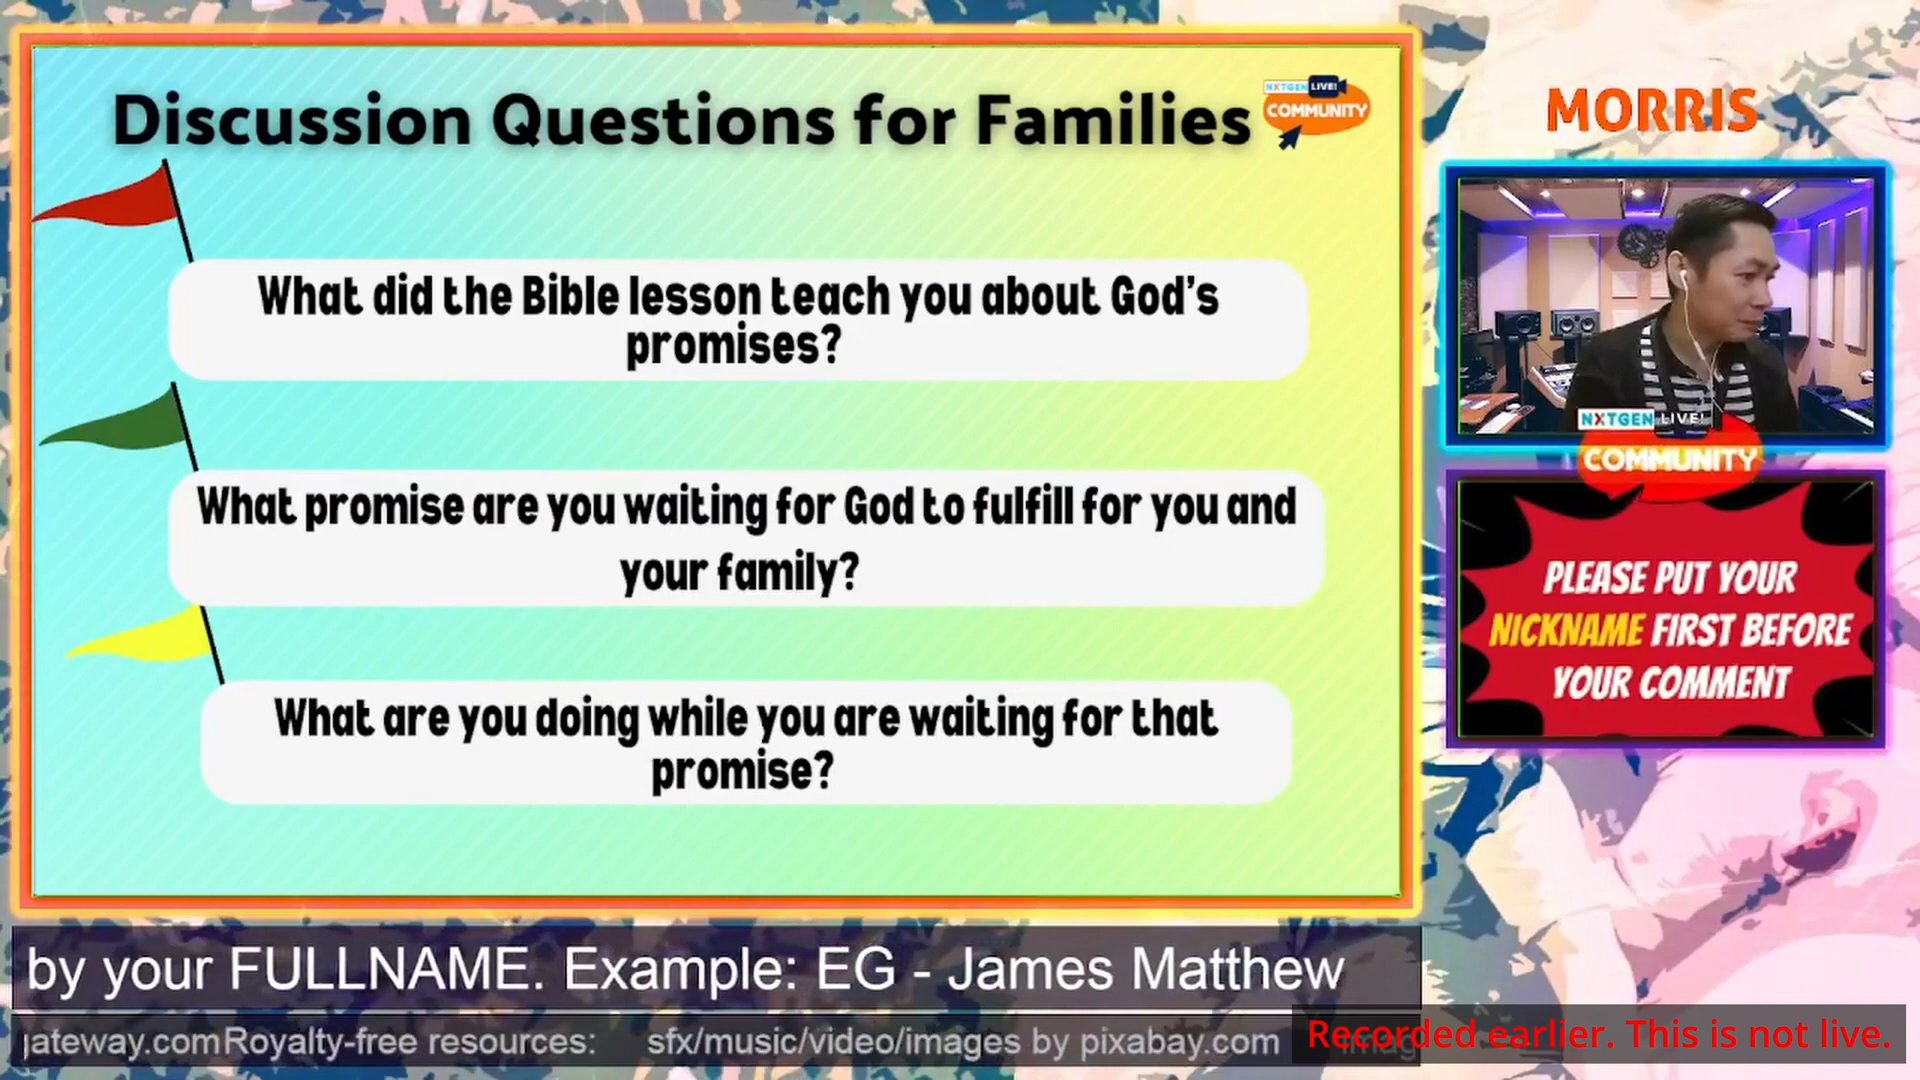 Discussion Questions for Families
NXTGEN LIVE!
COMMUNITY
MORRIS
What did the Bible lesson teach you about God's
promises?
What promise are you waiting for God to fulfill for you and
your family?
What are you doing while you are waiting for that
promise?
NXTGEN LIVE!
COMMUNITY
PLEASE PUT YOUR
NICKNAME FIRST BEFORE
YOUR COMMENT
by your FULLNAME. Example: EG - James Matthew
ateway.comRoyalty-free resources: sfx/music/video/images by pixabay.com
Recorded earlier. This is not live.